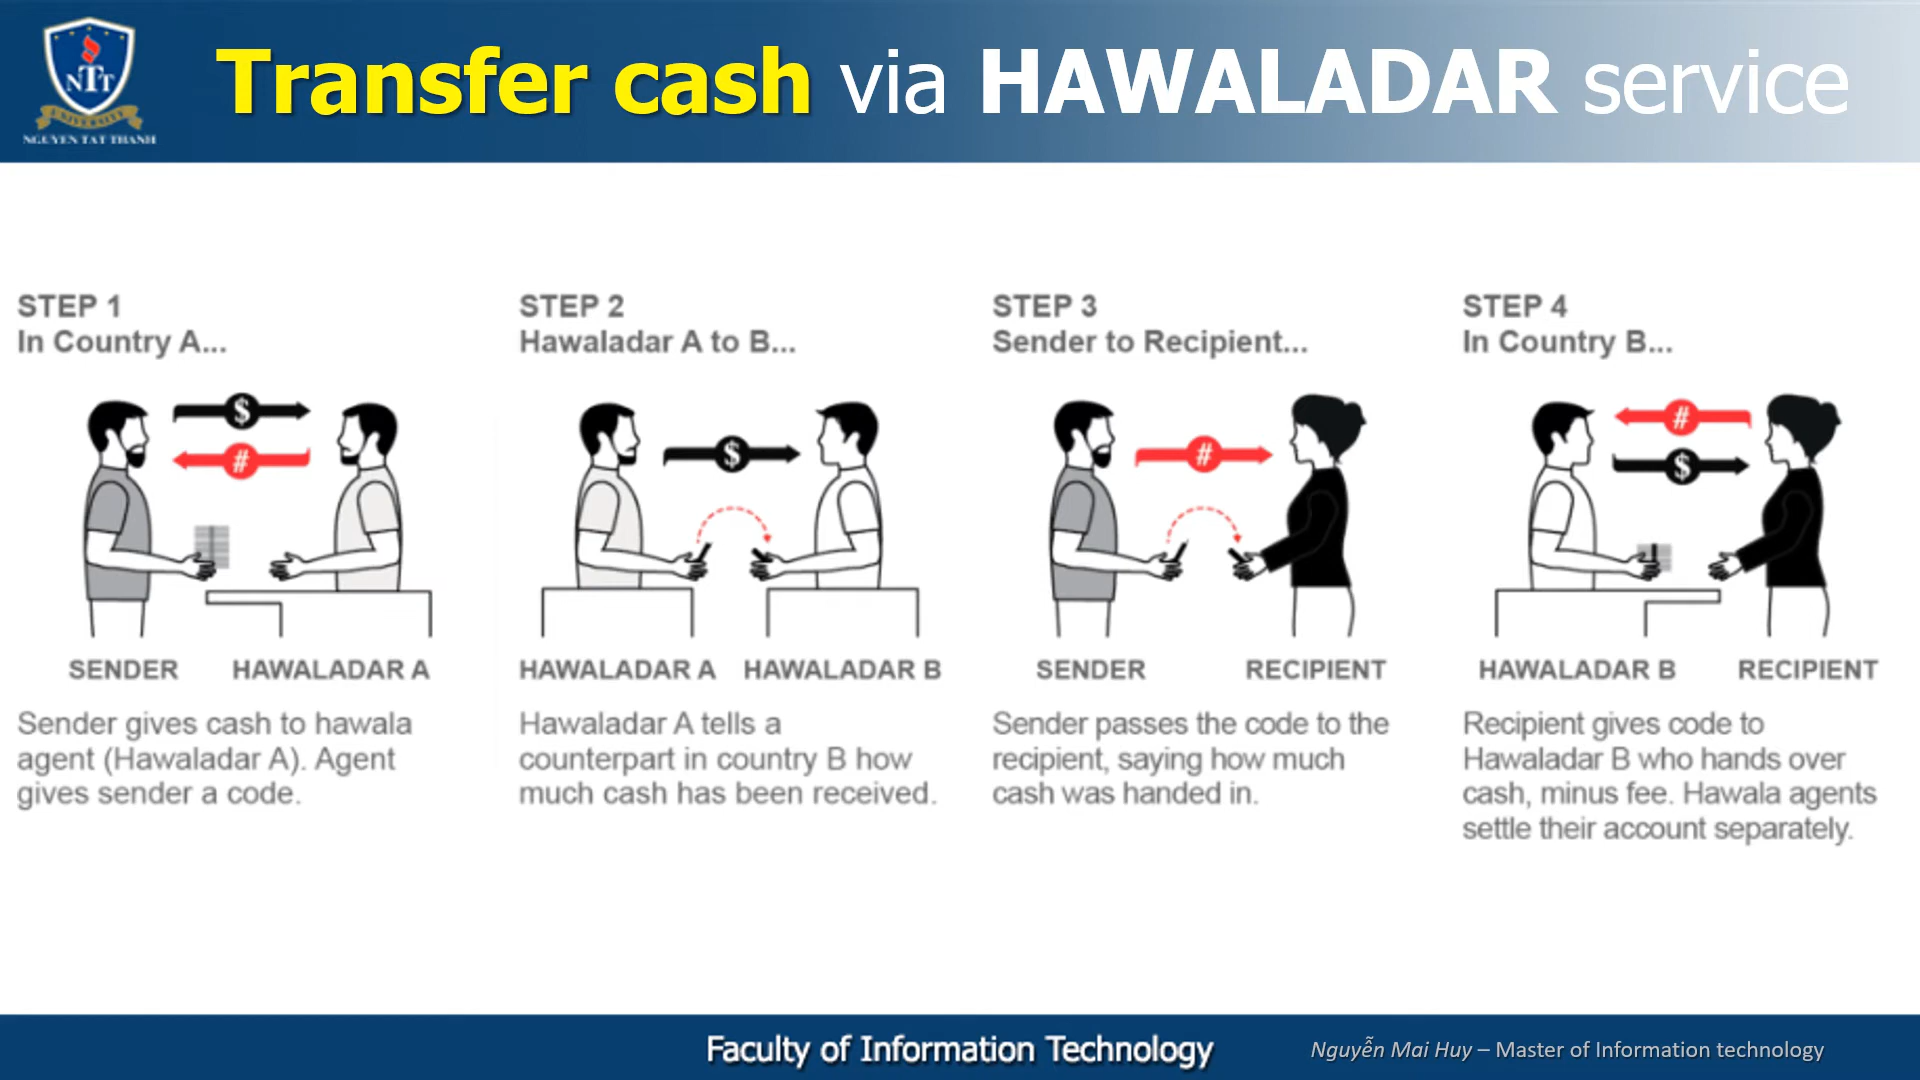 Transfer cash via HAWALADAR service
NTT
UNIVERSITY
NGUYEN TAT THANH
STEP 1
In Country A...
$
#
SENDER
HAWALADAR A
Sender gives cash to hawala
agent (Hawaladar A). Agent
gives sender a code.
STEP 2
Hawaladar A to B...
$
HAWALADAR A
HAWALADAR B
Hawaladar A tells a
counterpart in country B how
much cash has been received.
STEP 3
Sender to Recipient...
#
SENDER
RECIPIENT
Sender passes the code to the
recipient, saying how much
cash was handed in.
STEP 4
In Country B...
#
$
HAWALADAR B
RECIPIENT
Recipient gives code to
Hawaladar B who hands over
cash, minus fee. Hawala agents
settle their account separately.
Faculty of Information Technology
Nguyễn Mai Huy – Master of Information technology